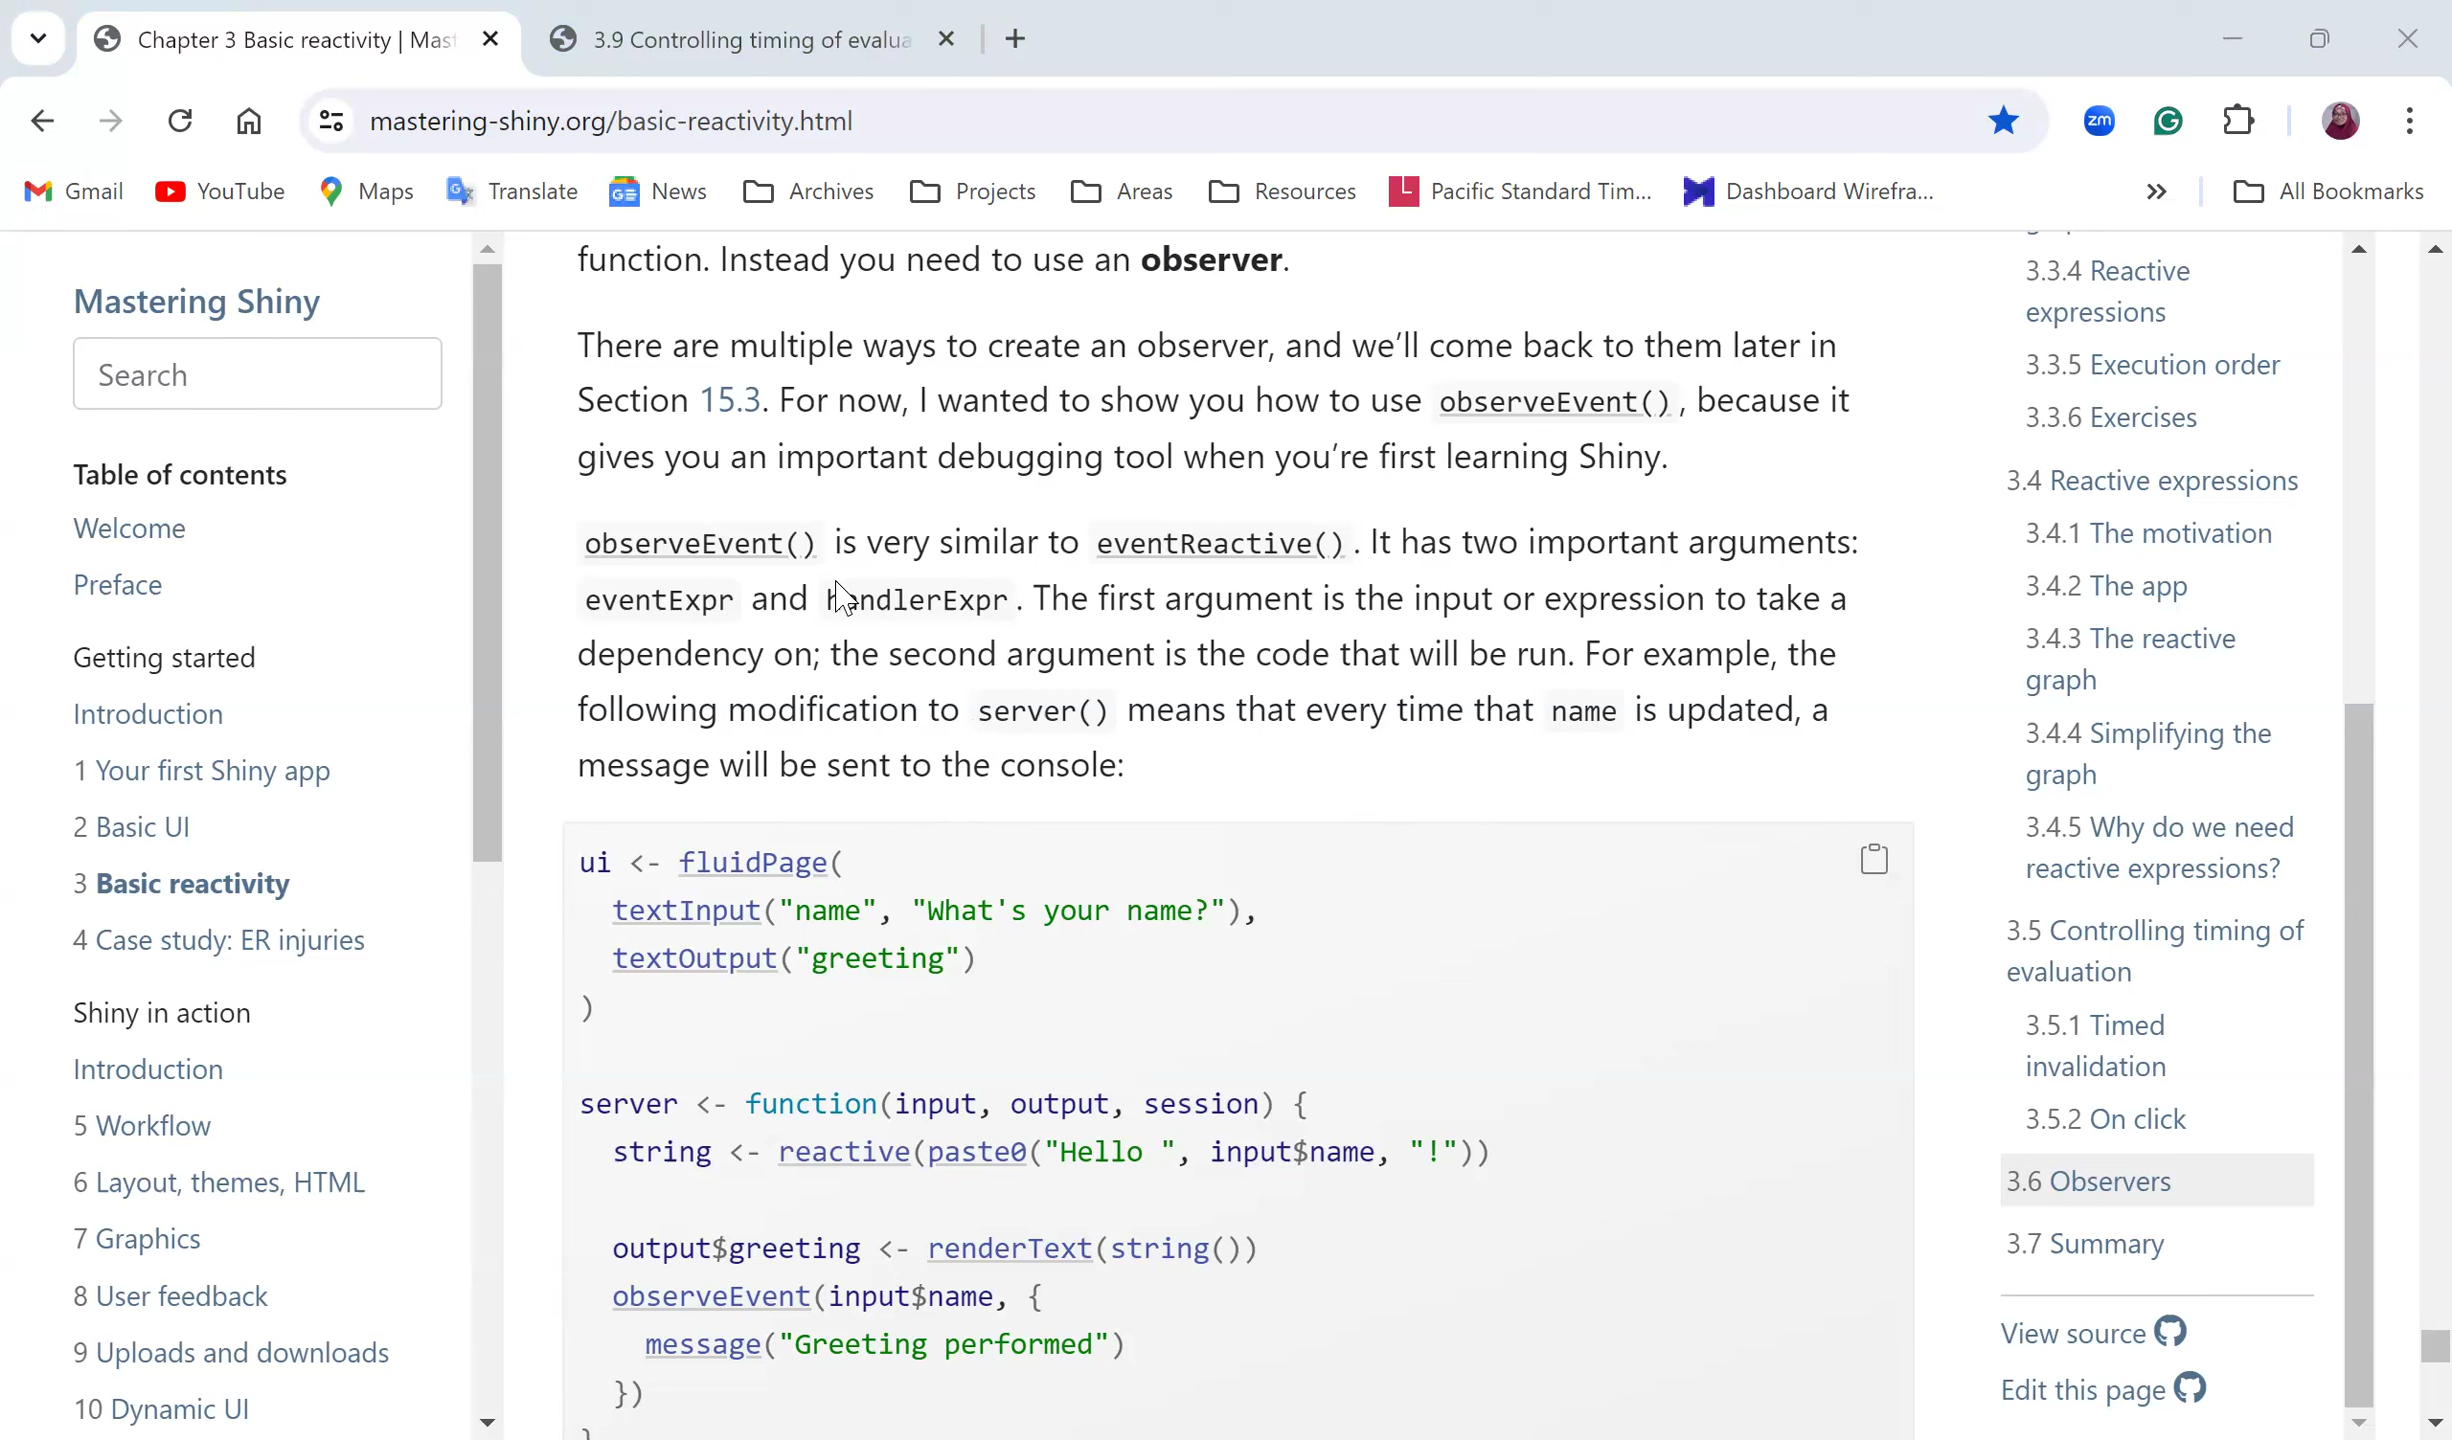 Chapter 3 Basic reactivity | Mas
3.9 Controlling timing of evalua
mastering-shiny.org/basic-reactivity.html
zm
Gmail
YouTube
Maps
Translate
News
Archives
Projects
Areas
Resources
Pacific Standard Tim...
Dashboard Wirefra...
All Bookmarks
Mastering Shiny
Search
Table of contents
Welcome
Preface
Getting started
Introduction
1 Your first Shiny app
2 Basic UI
3 Basic reactivity
4 Case study: ER injuries
Shiny in action
Introduction
5 Workflow
6 Layout, themes, HTML
7 Graphics
8 User feedback
9 Uploads and downloads
10 Dynamic UI
function. Instead you need to use an observer.
There are multiple ways to create an observer, and we'll come back to them later in
Section 15.3. For now, I wanted to show you how to use observeEvent(), because it
gives you an important debugging tool when you're first learning Shiny.
observeEvent() is very similar to eventReactive(). It has two important arguments:
eventExpr and handlerExpr. The first argument is the input or expression to take a
dependency on; the second argument is the code that will be run. For example, the
following modification to server() means that every time that name is updated, a
message will be sent to the console:
ui <- fluidPage(
textInput("name", "What's your name?"),
textOutput("greeting")
)
server <- function(input, output, session) {
string <- reactive(paste0("Hello ", input$name, "!"))
output$greeting <- renderText(string())
observeEvent(input$name, {
message("Greeting performed")
})
3.3.4 Reactive
expressions
3.3.5 Execution order
3.3.6 Exercises
3.4 Reactive expressions
3.4.1 The motivation
3.4.2 The app
3.4.3 The reactive
graph
3.4.4 Simplifying the
graph
3.4.5 Why do we need
reactive expressions?
3.5 Controlling timing of
evaluation
3.5.1 Timed
invalidation
3.5.2 On click
3.6 Observers
3.7 Summary
View source
Edit this page